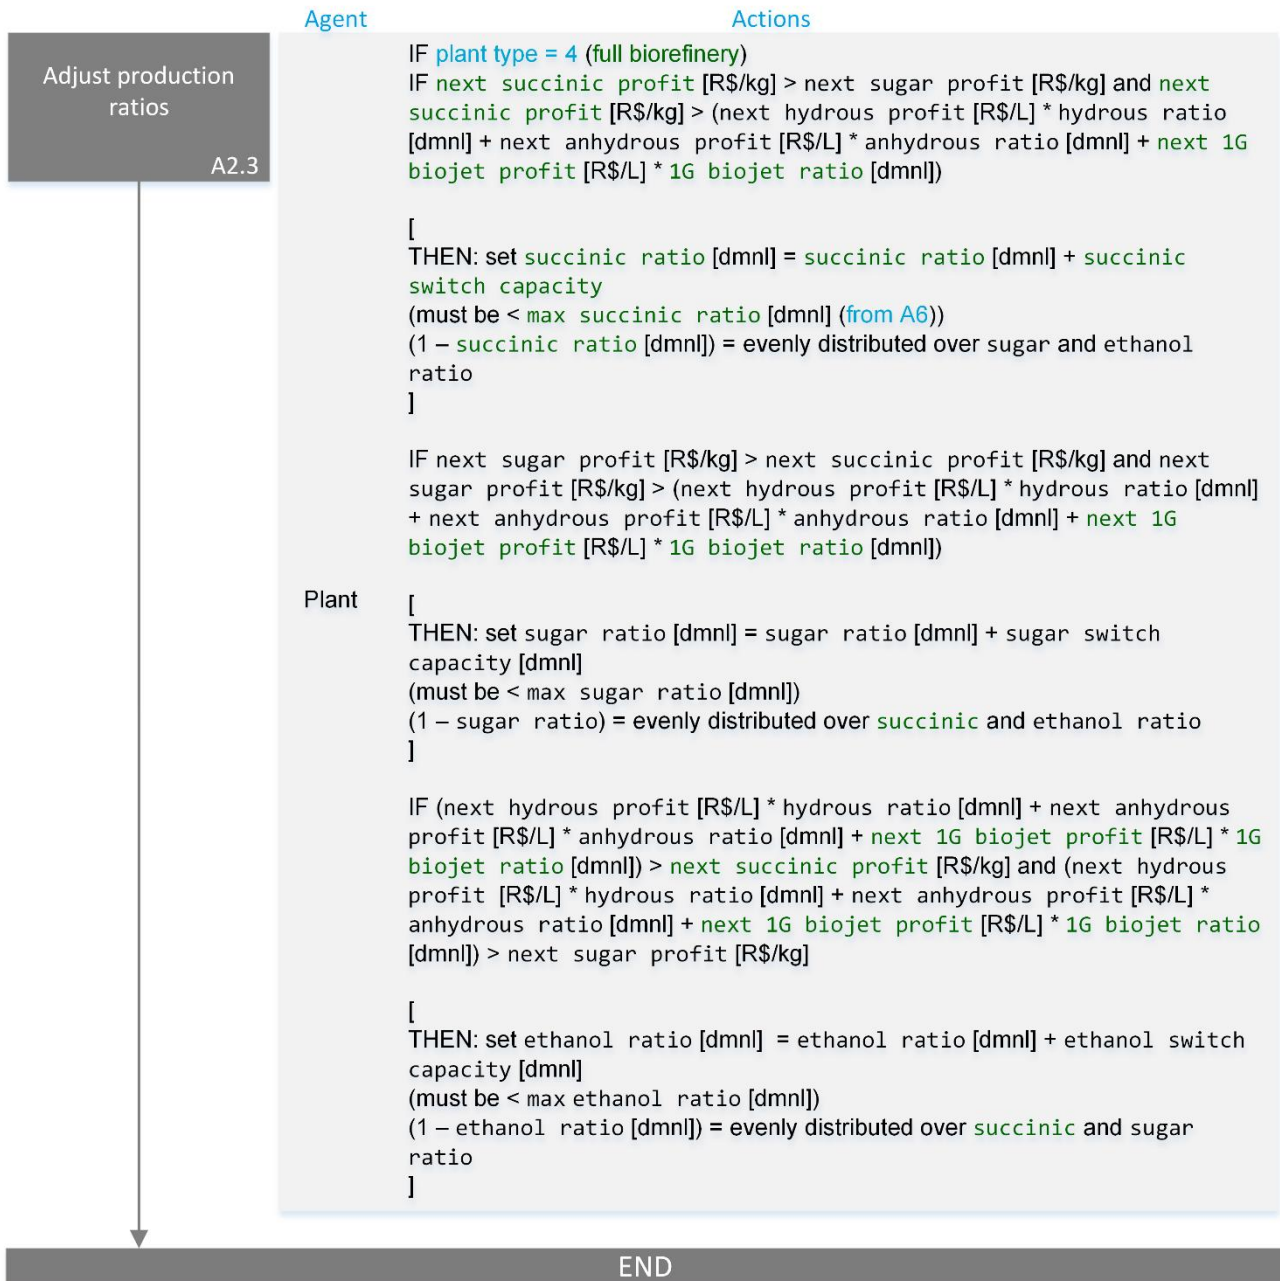 Agent
Actions
Adjust production
ratios
A2.3
IF plant type = 4 (full biorefinery)
IF next succinic profit [R$/kg] > next sugar profit [R$/kg] and next
succinic profit [R$/kg] > (next hydrous profit [R$/L] * hydrous ratio
[dmnl] + next anhydrous profit [R$/L] * anhydrous ratio [dmnl] + next 1G
biojet profit [R$/L] * 1G biojet ratio [dmnl])
[
THEN: set succinic ratio [dmnl] = succinic ratio [dmnl] + succinic
switch capacity
(must be < max succinic ratio [dmnl] (from A6))
(1 – succinic ratio [dmnl]) = evenly distributed over sugar and ethanol
ratio
]
IF next sugar profit [R$/kg] > next succinic profit [R$/kg] and next
sugar profit [R$/kg] > (next hydrous profit [R$/L] * hydrous ratio [dmnl]
+ next anhydrous profit [R$/L] * anhydrous ratio [dmnl] + next 1G
biojet profit [R$/L] * 1G biojet ratio [dmnl])
Plant
[
THEN: set sugar ratio [dmnl] = sugar ratio [dmnl] + sugar switch
capacity [dmnl]
(must be < max sugar ratio [dmnl])
(1 – sugar ratio) = evenly distributed over succinic and ethanol ratio
]
IF (next hydrous profit [R$/L] * hydrous ratio [dmnl] + next anhydrous
profit [R$/L] * anhydrous ratio [dmnl] + next 1G biojet profit [R$/L] * 1G
biojet ratio [dmnl]) > next succinic profit [R$/kg] and (next hydrous
profit [R$/L] * hydrous ratio [dmnl] + next anhydrous profit [R$/L] *
anhydrous ratio [dmnl] + next 1G biojet profit [R$/L] * 1G biojet ratio
[dmnl]) > next sugar profit [R$/kg]
[
THEN: set ethanol ratio [dmnl] = ethanol ratio [dmnl] + ethanol switch
capacity [dmnl]
(must be < max ethanol ratio [dmnl])
(1 – ethanol ratio [dmnl]) = evenly distributed over succinic and sugar
ratio
]
END